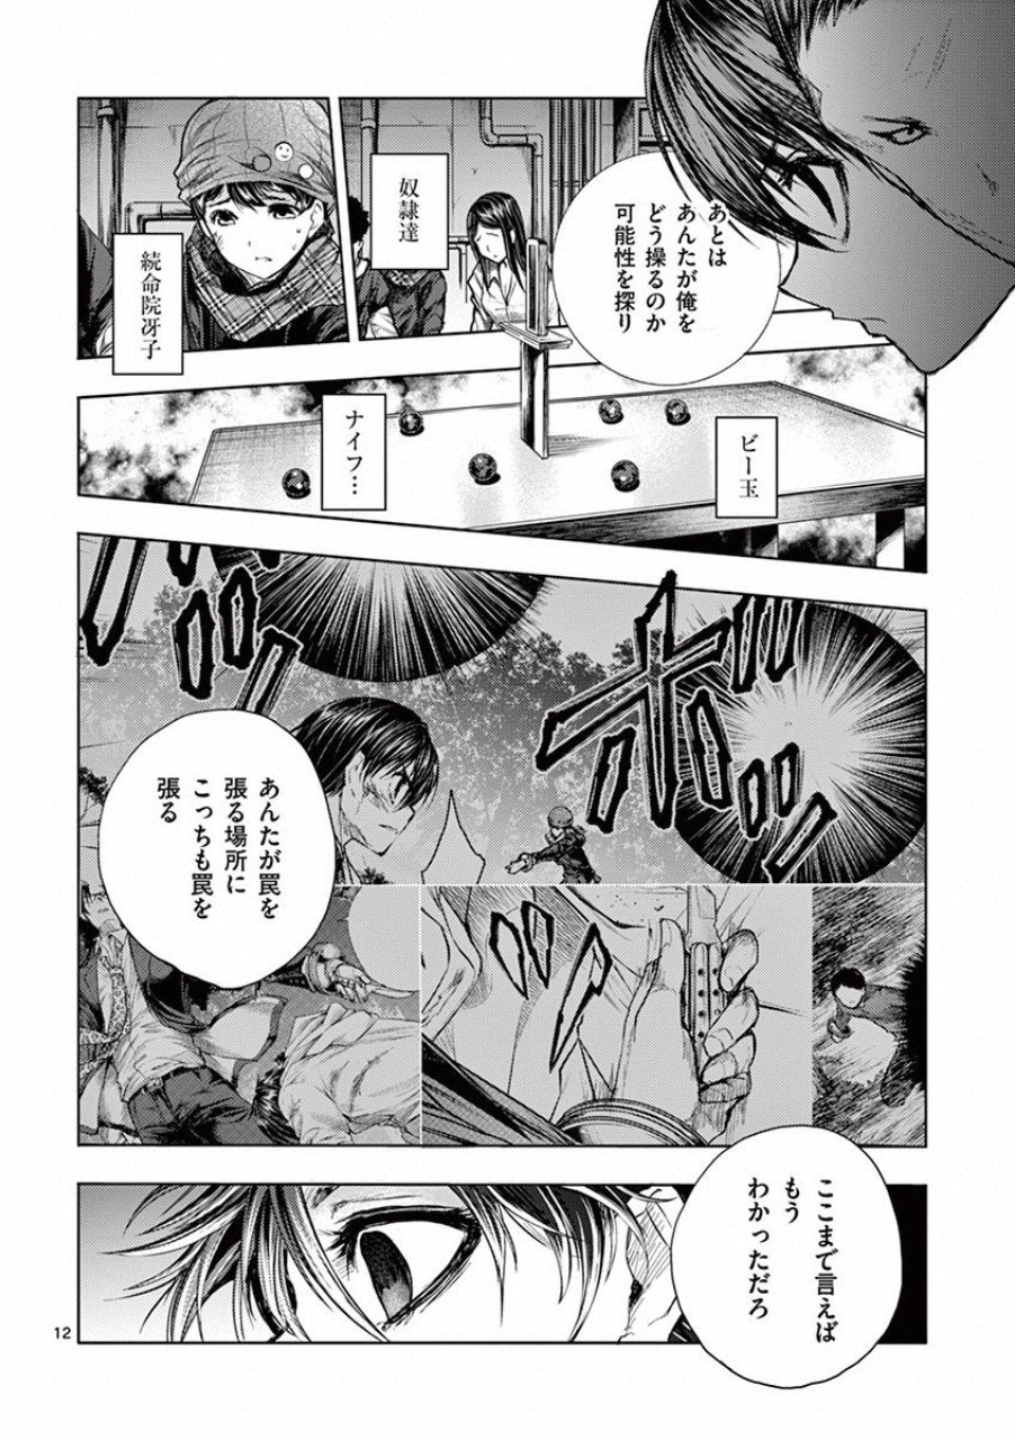 あとは
あんたが俺を
どう操るのか
可能性を探り
奴隷達
続命院冴子
ビー玉
ナイフ…
あんたが罠を
張る場所に
こっちも罠を
張る
ここまで言えば
もう
わかっただろ
12